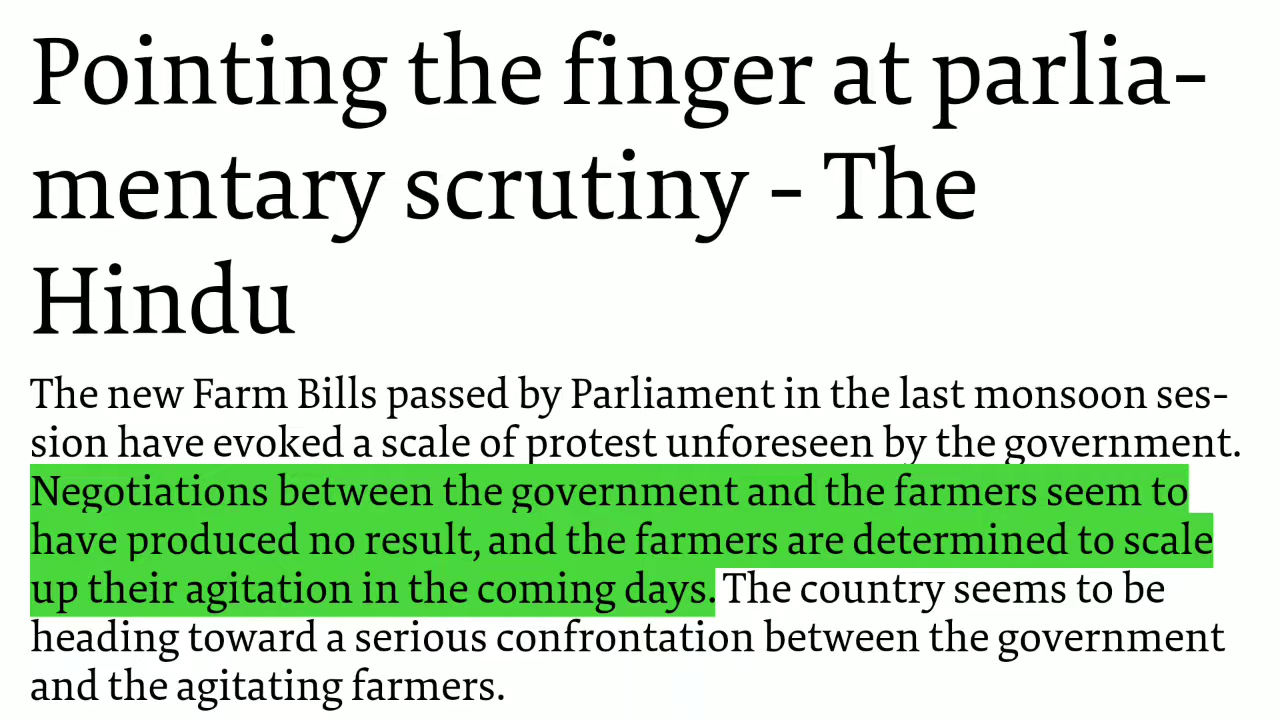 Pointing the finger at parlia-
mentary scrutiny - The
Hindu
The new Farm Bills passed by Parliament in the last monsoon ses-
sion have evoked a scale of protest unforeseen by the government.
Negotiations between the government and the farmers seem to
have produced no result, and the farmers are determined to scale
up their agitation in the coming days. The country seems to be
heading toward a serious confrontation between the government
and the agitating farmers.